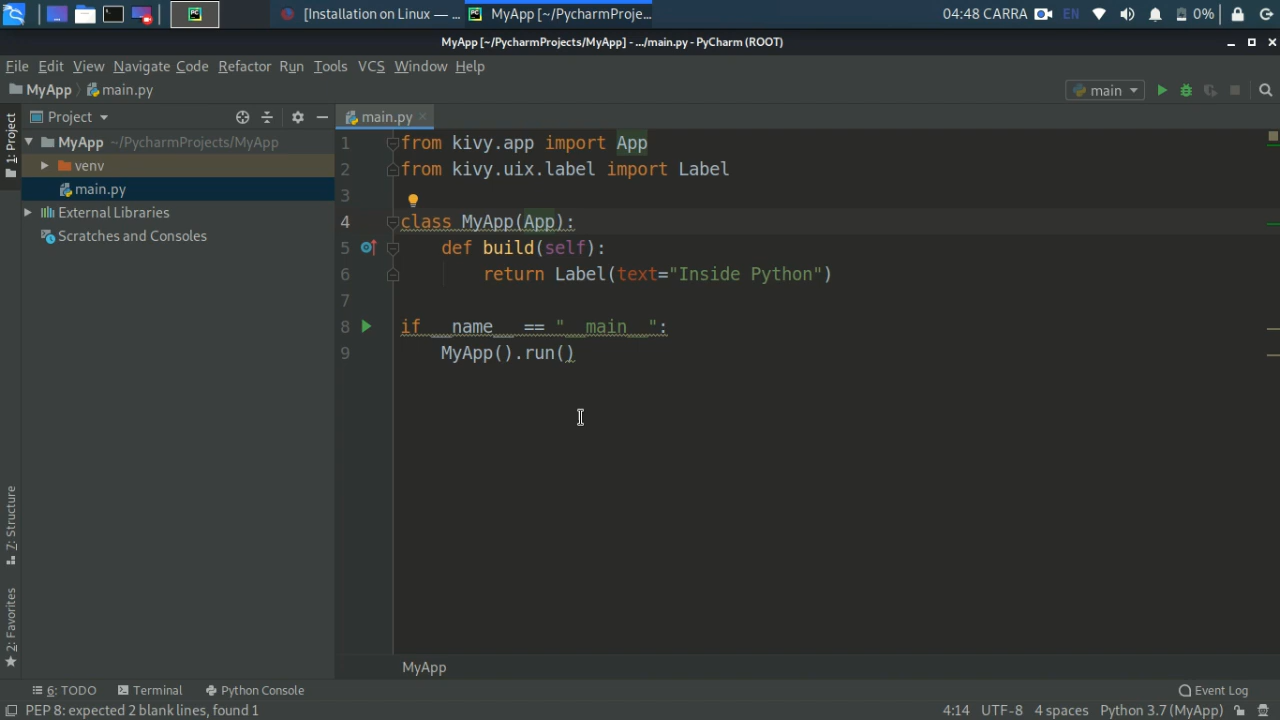 [Installation on Linux — ...
MyApp [~/PycharmProje...
04:48 CARRA
EN
0%
MyApp [~/PycharmProjects/MyApp] - .../main.py - PyCharm (ROOT)
File Edit View Navigate Code Refactor Run Tools VCS Window Help
MyApp main.py
main
1: Project
Project
main.py
MyApp ~/PycharmProjects/MyApp
venv
main.py
External Libraries
Scratches and Consoles
1 from kivy.app import App
2 from kivy.uix.label import Label
3
4 class MyApp(App):
5 def build(self):
6 return Label(text="Inside Python")
7
8 if __name__ == "__main__":
9 MyApp().run()
7: Structure
2: Favorites
MyApp
6: TODO Terminal Python Console Event Log
PEP 8: expected 2 blank lines, found 1 4:14 UTF-8 4 spaces Python 3.7 (MyApp)